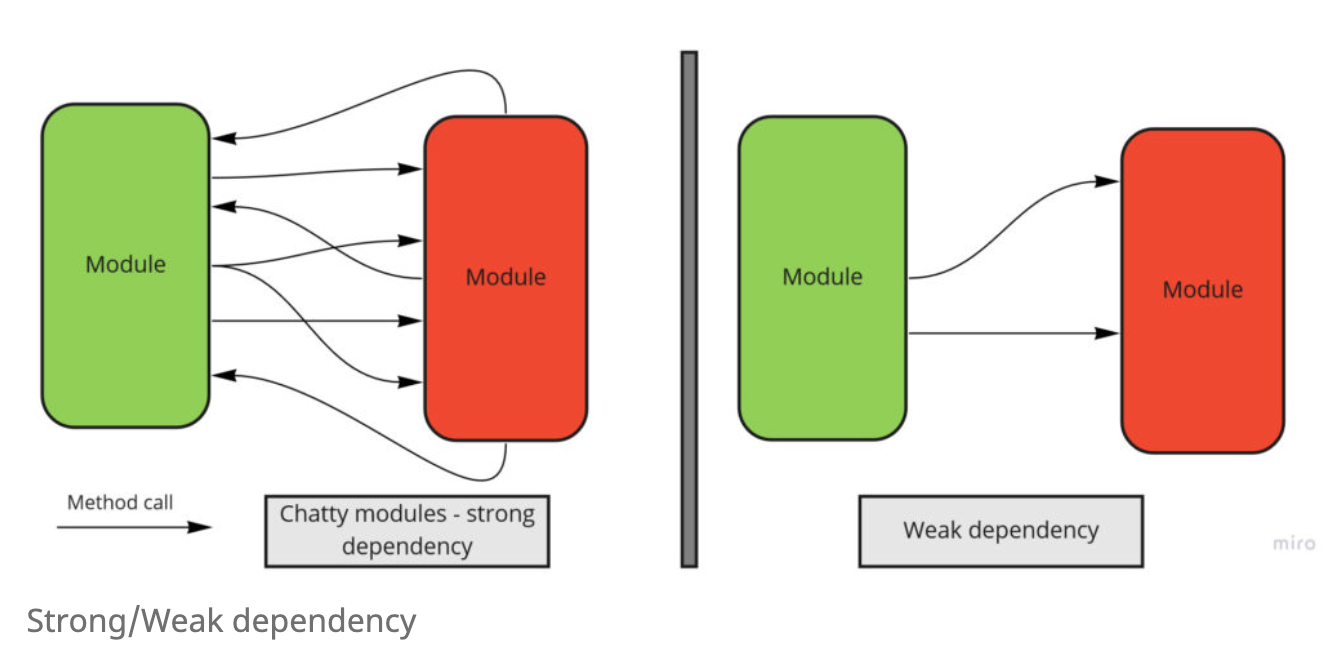 Module
Module
Method call
Chatty modules - strong
dependency
Module
Module
Weak dependency
miro
Strong/Weak dependency